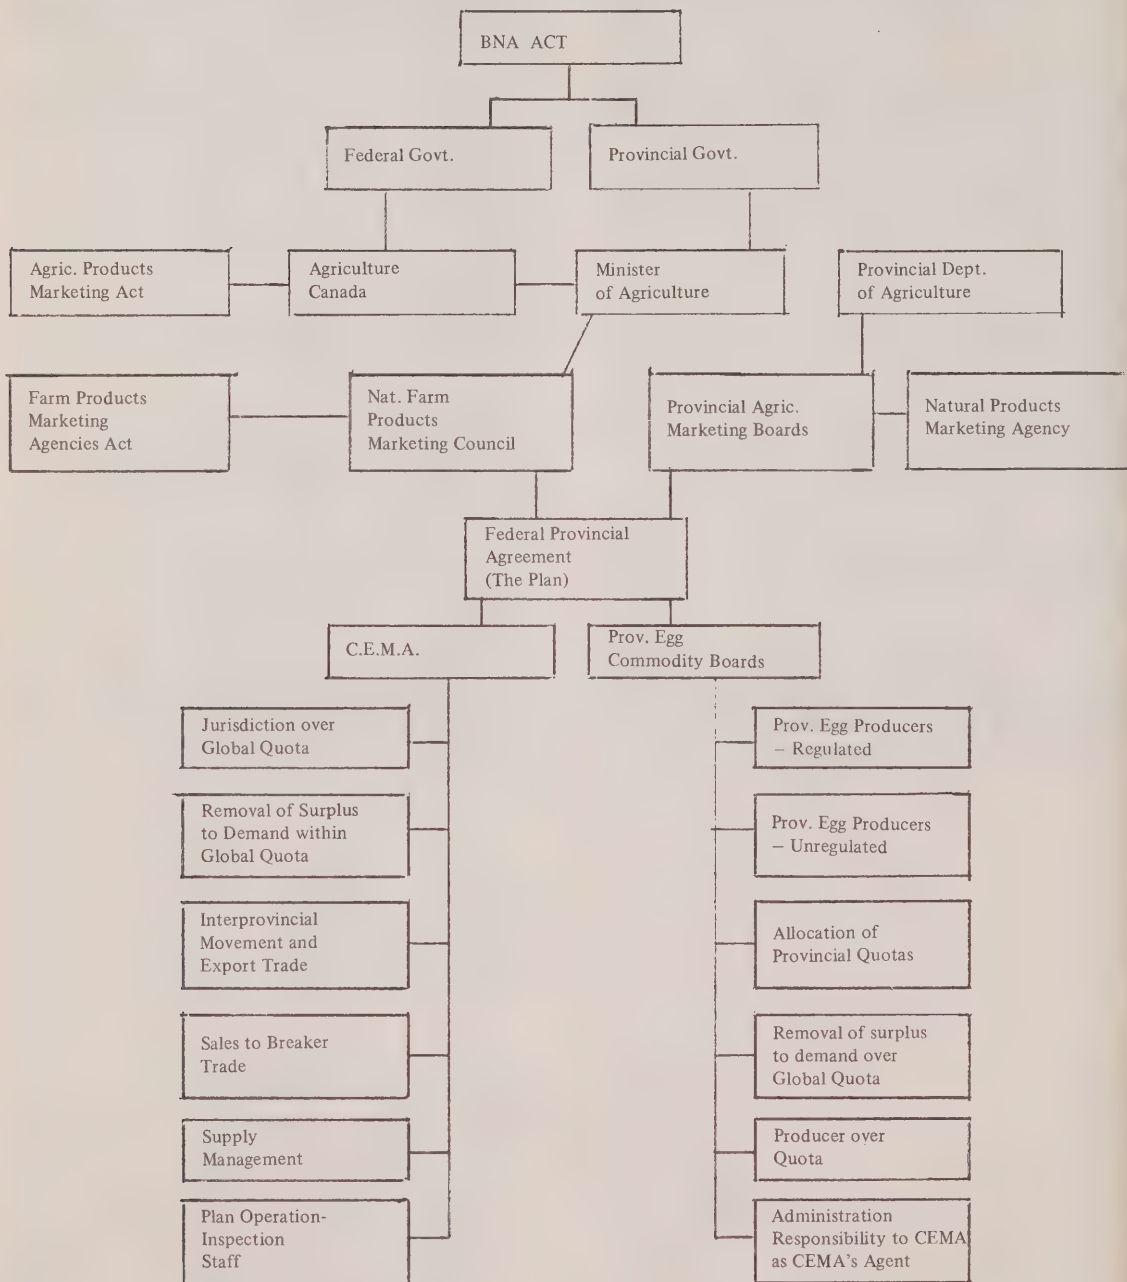 BNA ACT
Federal Govt.
Provincial Govt.
Agric. Products
Marketing Act
Agriculture
Canada
Minister
of Agriculture
Provincial Dept.
of Agriculture
Farm Products
Marketing
Agencies Act
Nat. Farm
Products
Marketing Council
Provincial Agric.
Marketing Boards
Natural Products
Marketing Agency
Federal Provincial
Agreement
(The Plan)
C.E.M.A.
Prov. Egg
Commodity Boards
Jurisdiction over
Global Quota
Prov. Egg Producers
– Regulated
Removal of Surplus
to Demand within
Global Quota
Prov. Egg Producers
– Unregulated
Interprovincial
Movement and
Export Trade
Allocation of
Provincial Quotas
Sales to Breaker
Trade
Removal of surplus
to demand over
Global Quota
Supply
Management
Producer over
Quota
Plan Operation-
Inspection
Staff
Administration
Responsibility to CEMA
as CEMA's Agent